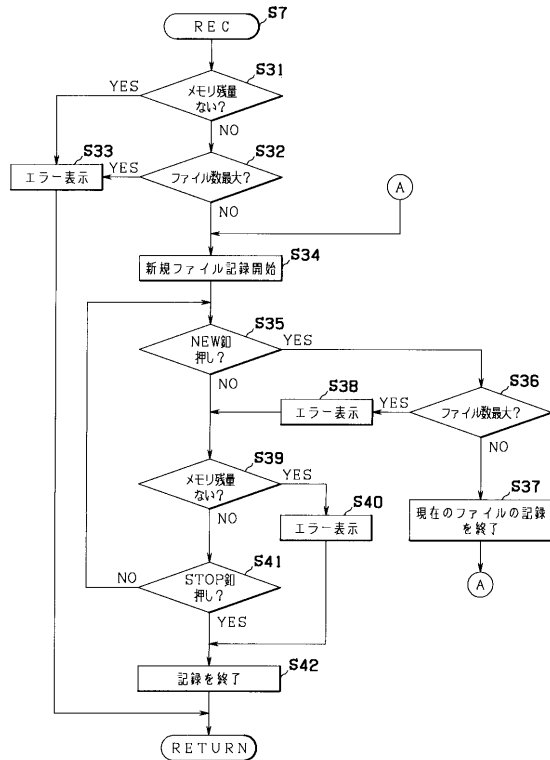 REC
S7
S31
メモリ残量
ない?
YES
NO
S32
ファイル数最大?
YES
NO
S33
エラー表示
A
S34
新規ファイル記録開始
S35
NEW釦
押し?
YES
NO
S36
ファイル数最大?
YES
NO
S38
エラー表示
S37
現在のファイルの記録
を終了
A
S39
メモリ残量
ない?
YES
NO
S40
エラー表示
S41
STOP釦
押し?
NO
YES
S42
記録を終了
RETURN